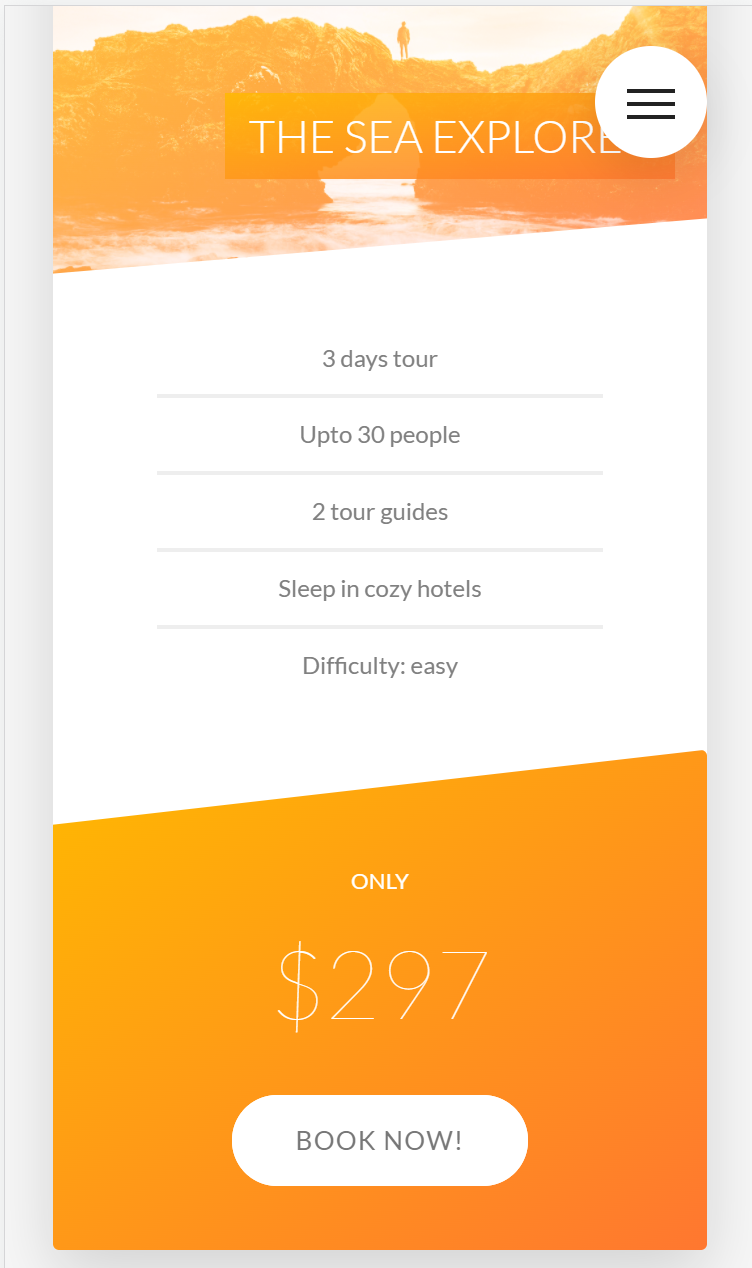 THE SEA EXPLORE
3 days tour
Upto 30 people
2 tour guides
Sleep in cozy hotels
Difficulty: easy
ONLY
$297
BOOK NOW!